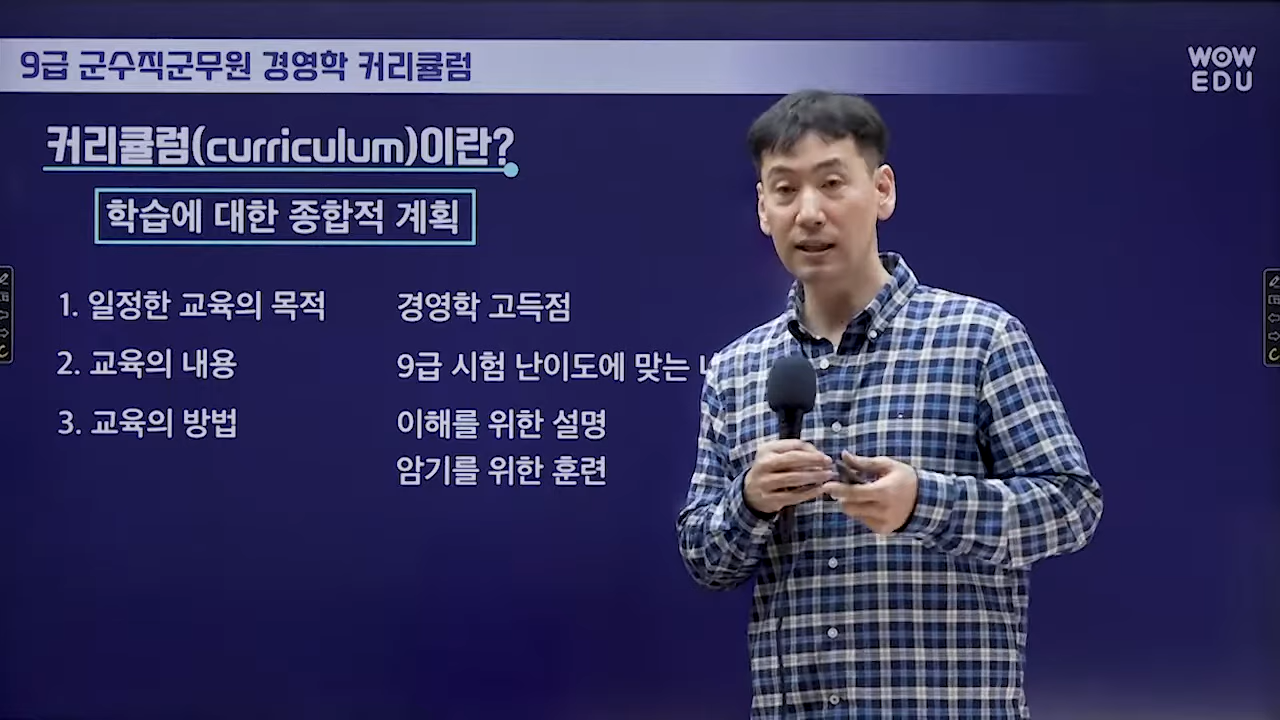 9급 군수직군무원 경영학 커리큘럼
WOW
EDU
커리큘럼(curriculum)이란?
학습에 대한 종합적 계획
1. 일정한 교육의 목적
경영학 고득점
2. 교육의 내용
9급 시험 난이도에 맞는
3. 교육의 방법
이해를 위한 설명
암기를 위한 훈련